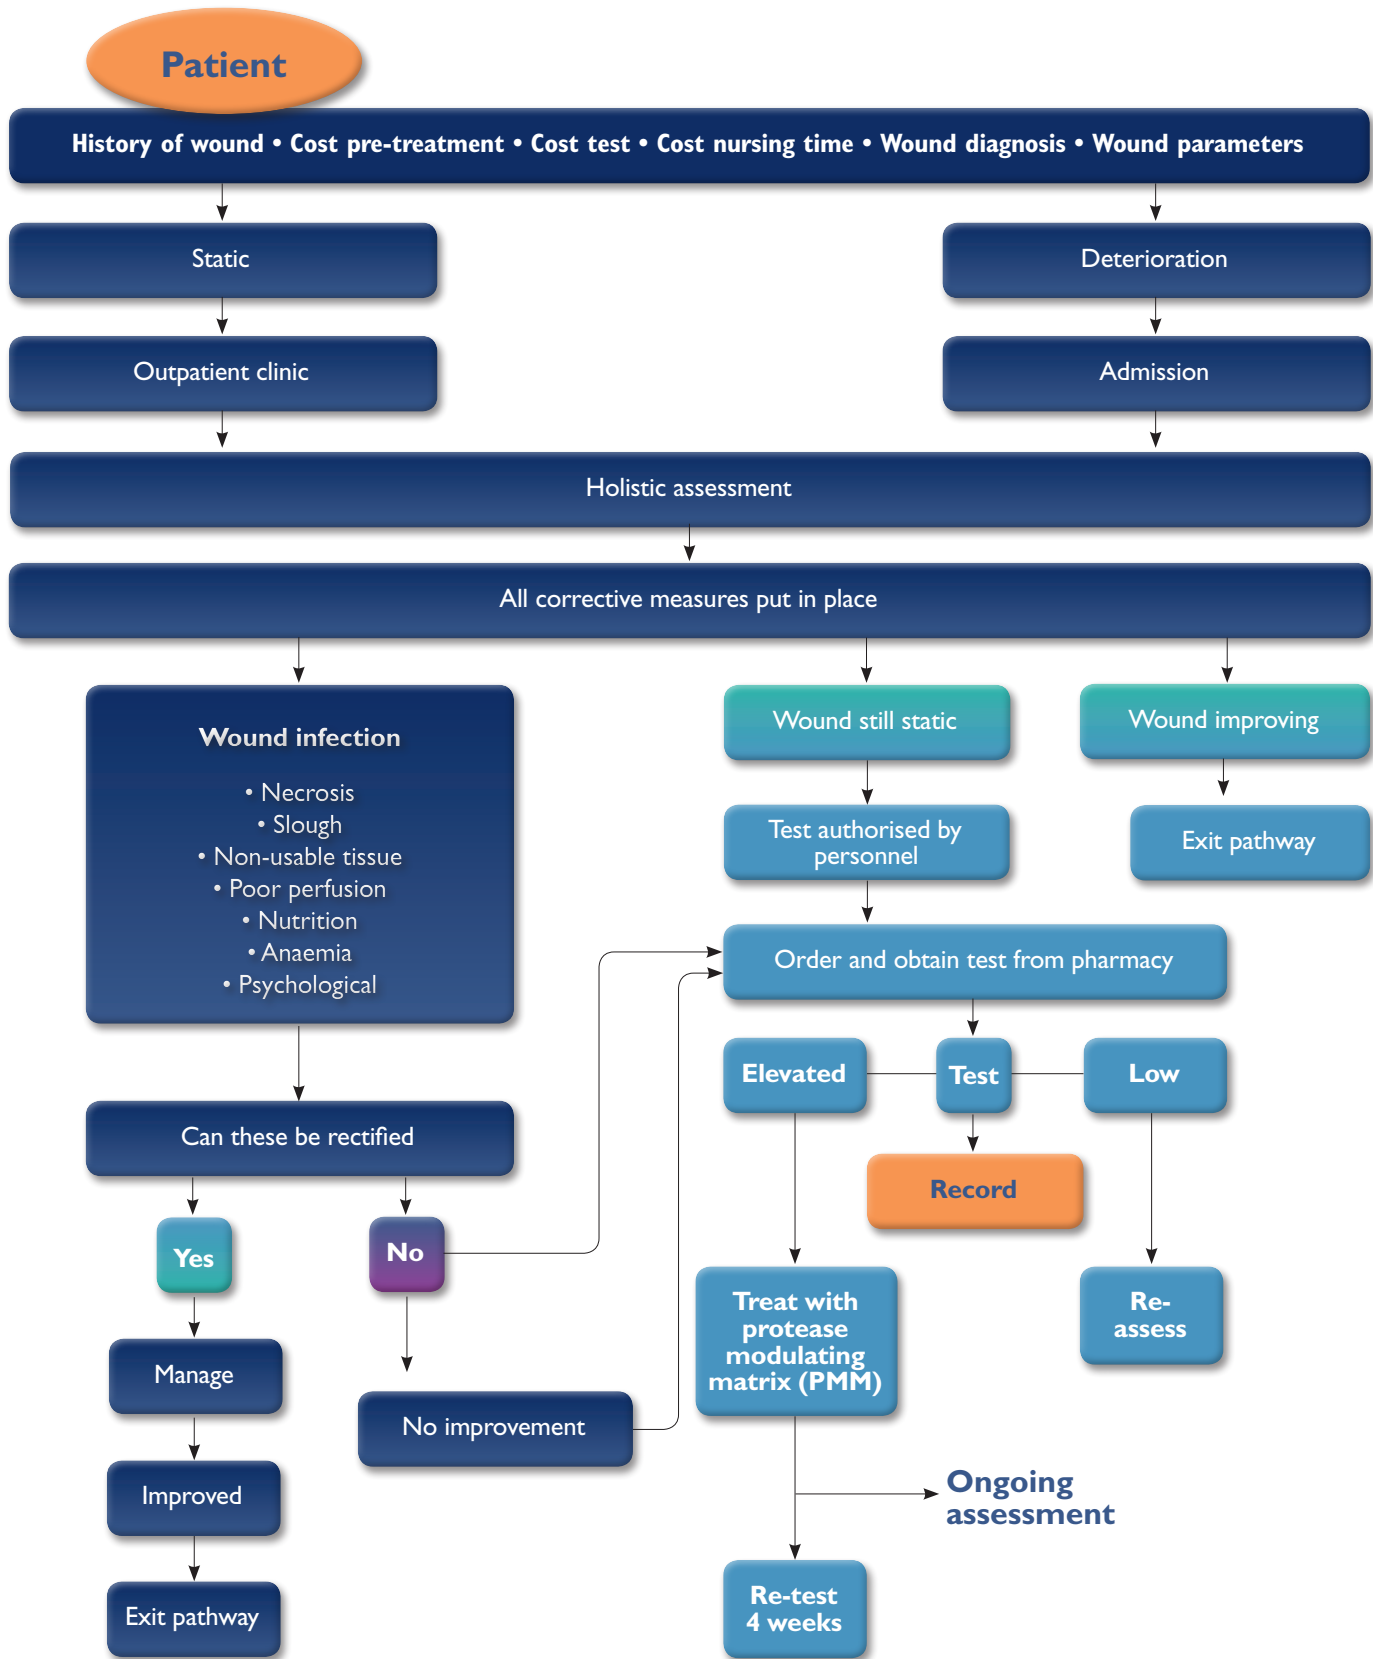 Patient
History of wound • Cost pre-treatment • Cost test • Cost nursing time • Wound diagnosis • Wound parameters
Static
Deterioration
Outpatient clinic
Admission
Holistic assessment
All corrective measures put in place
Wound infection
• Necrosis
• Slough
• Non-usable tissue
• Poor perfusion
• Nutrition
• Anaemia
• Psychological
Wound still static
Wound improving
Test authorised by
personnel
Exit pathway
Order and obtain test from pharmacy
Elevated
Test
Low
Can these be rectified
Record
Yes
No
Treat with
protease
modulating
matrix (PMM)
Re-
assess
Manage
No improvement
Improved
Ongoing
assessment
Exit pathway
Re-test
4 weeks